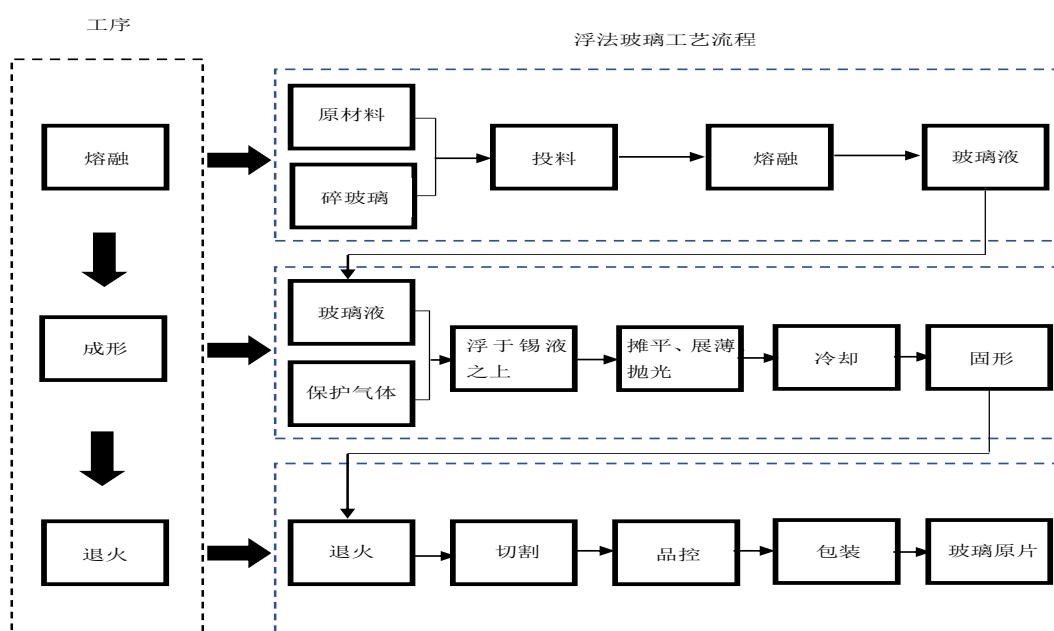 工序
浮法玻璃工艺流程
熔融
原材料
碎玻璃
投料
熔融
玻璃液
成形
玻璃液
保护气体
浮于锡液
之上
摊平、展薄
抛光
冷却
固形
退火
退火
切割
品控
包装
玻璃原片